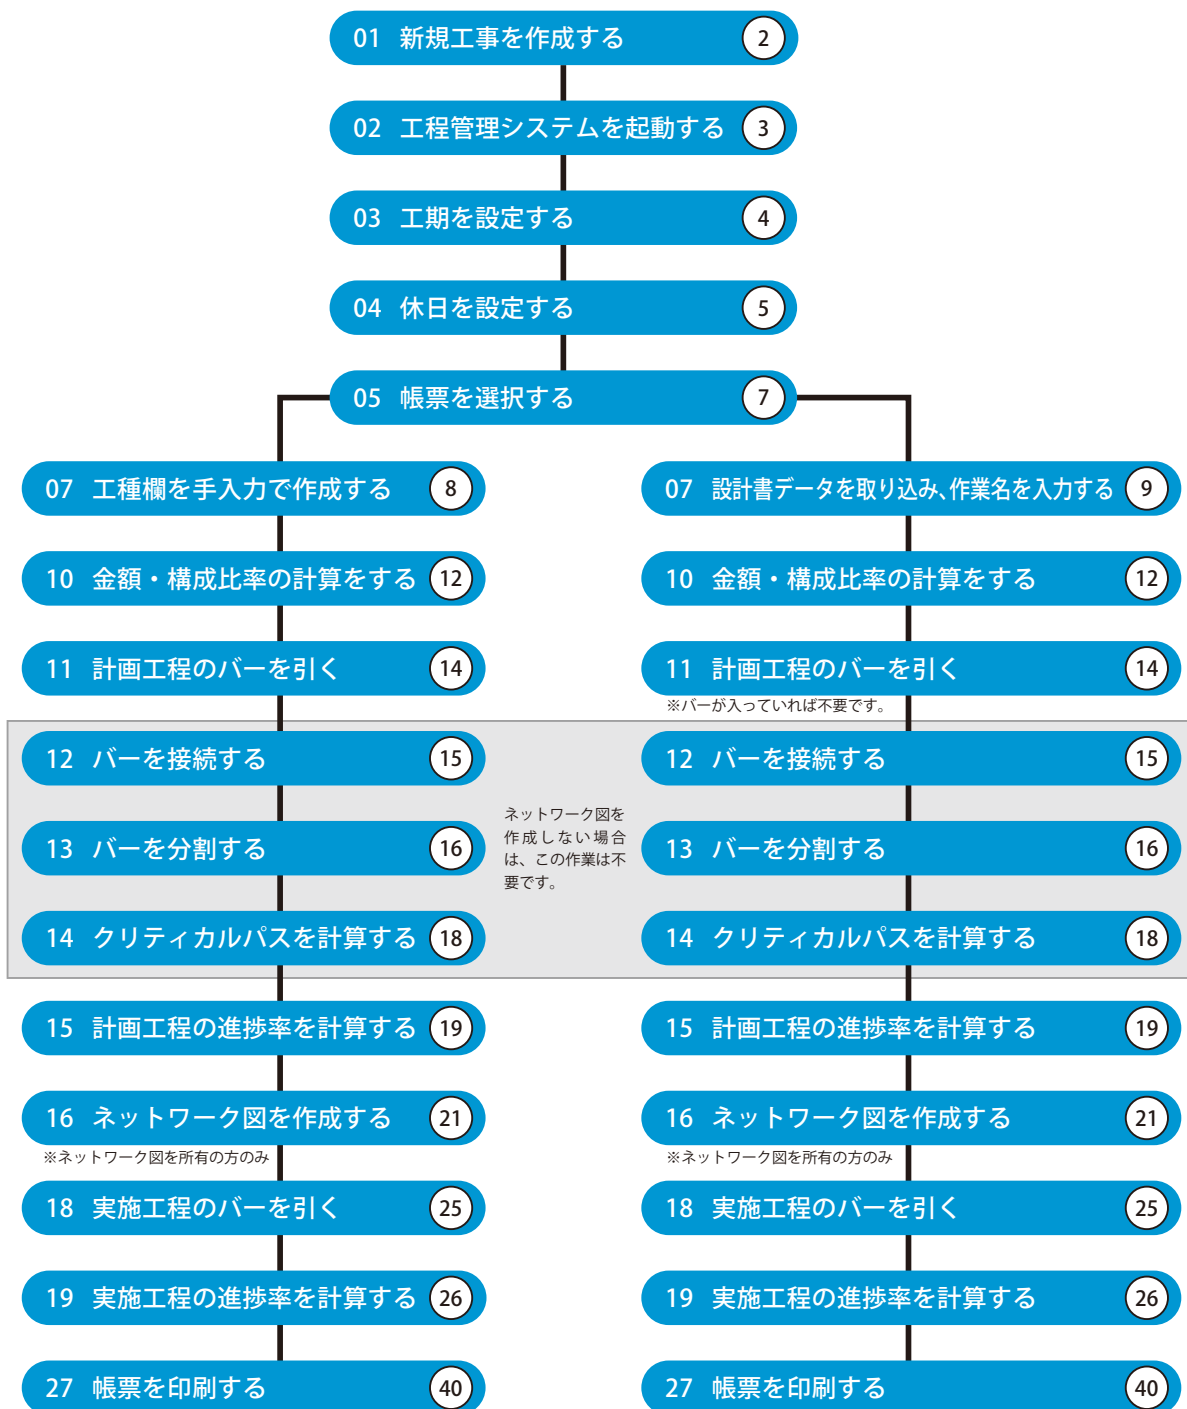 01 新規工事を作成する 2
02 工程管理システムを起動する 3
03 工期を設定する 4
04 休日を設定する 5
05 帳票を選択する 7
07 工種欄を手入力で作成する 8
10 金額・構成比率の計算をする 12
11 計画工程のバーを引く 14
12 バーを接続する 15
13 バーを分割する 16
14 クリティカルパスを計算する 18
15 計画工程の進捗率を計算する 19
16 ネットワーク図を作成する 21
※ネットワーク図を所有の方のみ
18 実施工程のバーを引く 25
19 実施工程の進捗率を計算する 26
27 帳票を印刷する 40
ネットワーク図を
作成しない場合
は、この作業は不
要です。
07 設計書データを取り込み、作業名を入力する 9
10 金額・構成比率の計算をする 12
11 計画工程のバーを引く 14
※バーが入っていれば不要です。
12 バーを接続する 15
13 バーを分割する 16
14 クリティカルパスを計算する 18
15 計画工程の進捗率を計算する 19
16 ネットワーク図を作成する 21
※ネットワーク図を所有の方のみ
18 実施工程のバーを引く 25
19 実施工程の進捗率を計算する 26
27 帳票を印刷する 40